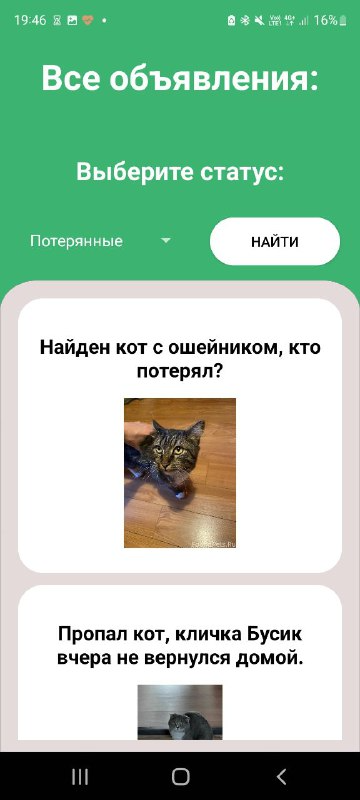 19:46
16%
Все объявления:
Выберите статус:
Потерянные
НАЙТИ
Найден кот с ошейником, кто
потерял?
Пропал кот, кличка Бусик
вчера не вернулся домой.